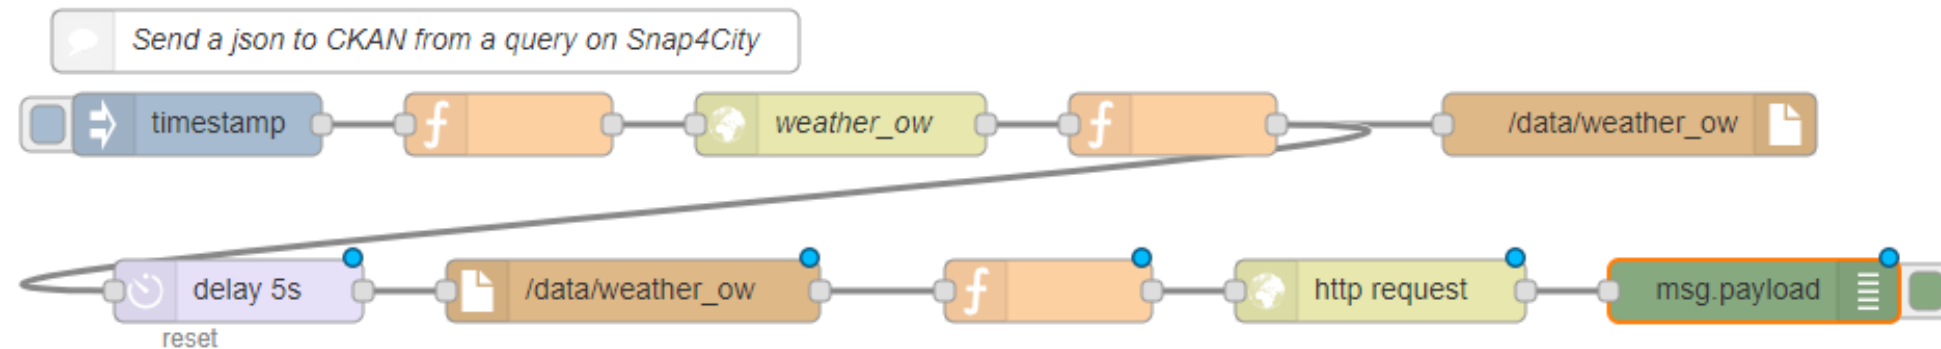 Send a json to CKAN from a query on Snap4City
timestamp
weather_ow
/data/weather_ow
delay 5s
/data/weather_ow
http request
msg.payload
reset